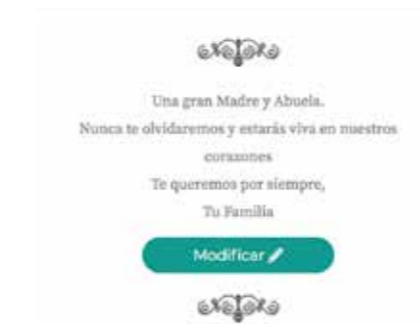 Una gran Madre y Abuela.
Nunca te olvidaremos y estarás viva en nuestros
corazones
Te queremos por siempre,
Tu Familia
Modificar